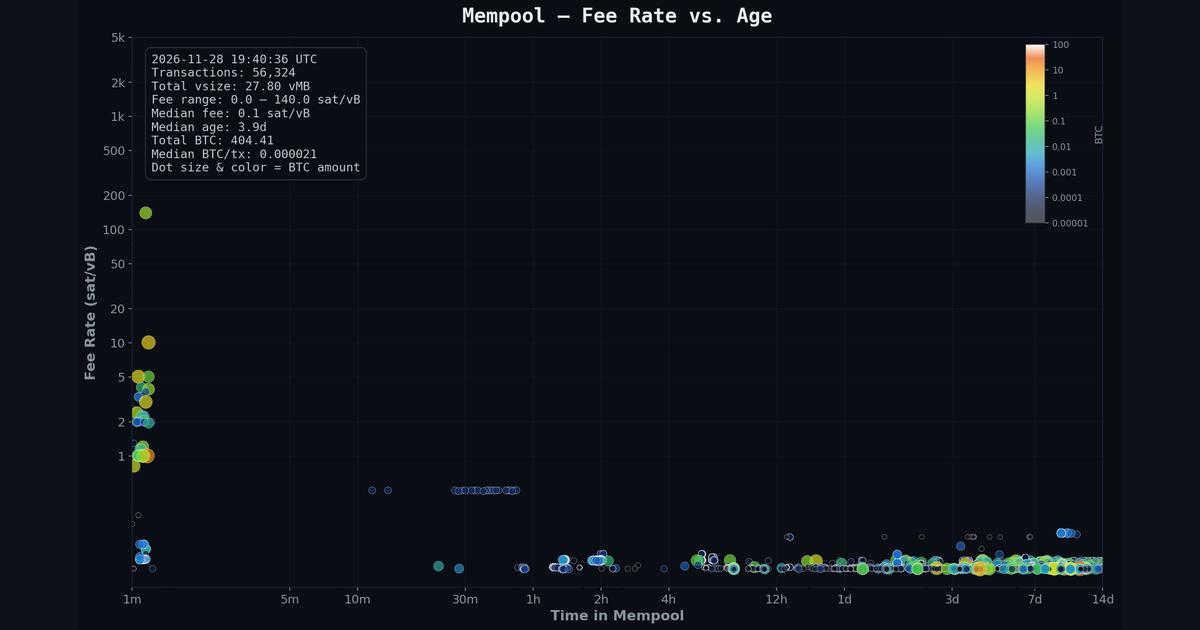 Mempool — Fee Rate vs. Age
5k
2k
1k
500
200
100
50
20
10
5
2
1
Fee Rate (sat/vB)
2026-11-28 19:40:36 UTC
Transactions: 56,324
Total vsize: 27.80 vMB
Fee range: 0.0 — 140.0 sat/vB
Median fee: 0.1 sat/vB
Median age: 3.9d
Total BTC: 404.41
Median BTC/tx: 0.000021
Dot size & color = BTC amount
100
10
1
0.1
0.01
0.001
0.0001
0.00001
BTC
1m 5m 10m 30m 1h 2h 4h 12h 1d 3d 7d 14d
Time in Mempool